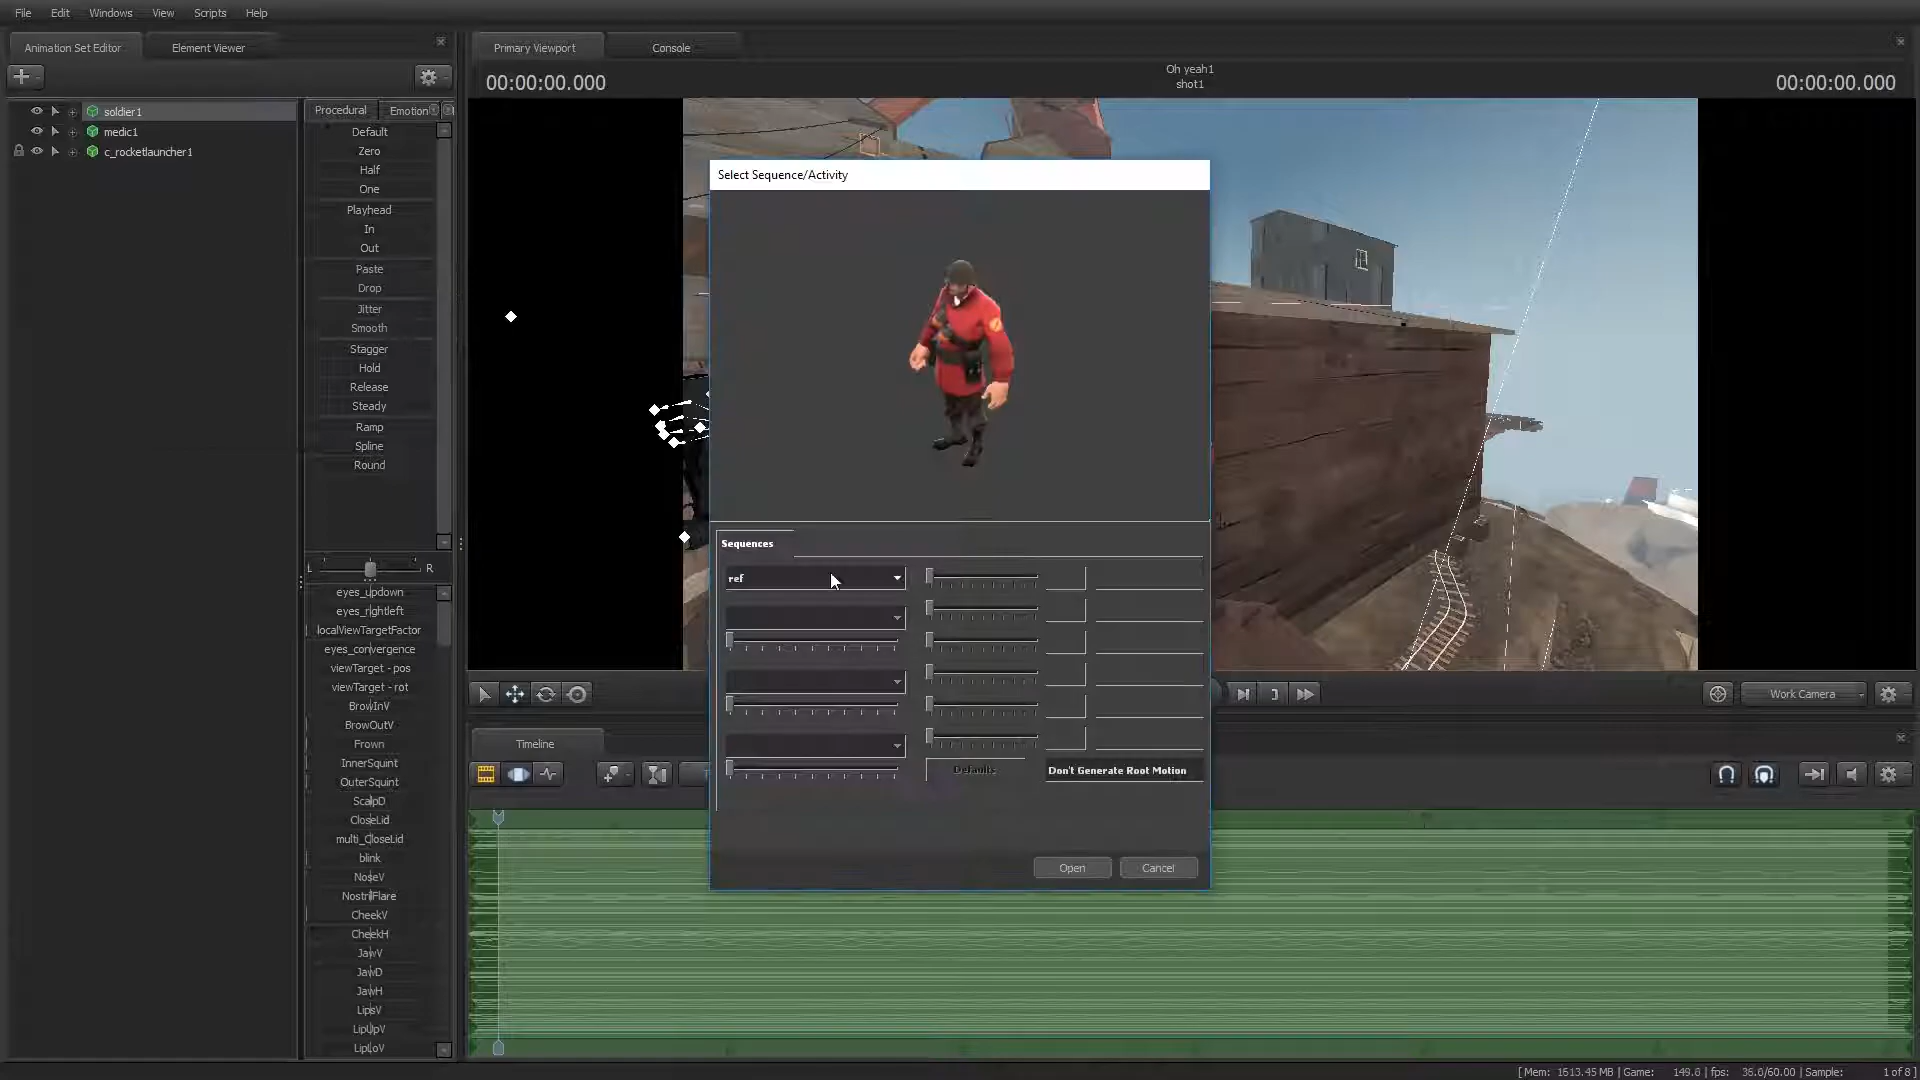 File Edit Windows View Scripts Help
Animation Set Editor Element Viewer
Primary Viewport Console
00:00:00.000
Oh yeah1
shot1
00:00:00.000
soldier1
medic1
c_rocketlauncher1
Procedural Emotion
Default
Zero
Half
One
Playhead
In
Out
Paste
Drop
Jitter
Smooth
Stagger
Hold
Release
Steady
Ramp
Spline
Round
L R
eyes_updown
eyes_rightleft
localViewTargetFactor
eyes_convergence
viewTarget - pos
viewTarget - rot
BrowInV
BrowOutV
Frown
InnerSquint
OuterSquint
ScalpD
CloseLid
multi_CloseLid
blink
NoseV
NostrilFlare
CheekV
CheekH
JawV
JawD
JawH
LipsV
LipUpV
LipLoV
Select Sequence/Activity
Sequences
ref
Defaults
Don't Generate Root Motion
Open Cancel
Work Camera
Timeline
[ Mem: 1613.45 MB | Game: 149.8 | fps: 36.0/60.00 | Sample: 1 of 8 ]